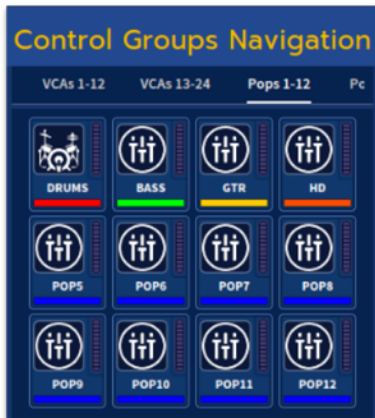 Control Groups Navigation
VCAs 1-12 VCAs 13-24 Pops 1-12 Pc
DRUMS BASS GTR HD
POP5 POP6 POP7 POP8
POP9 POP10 POP11 POP12